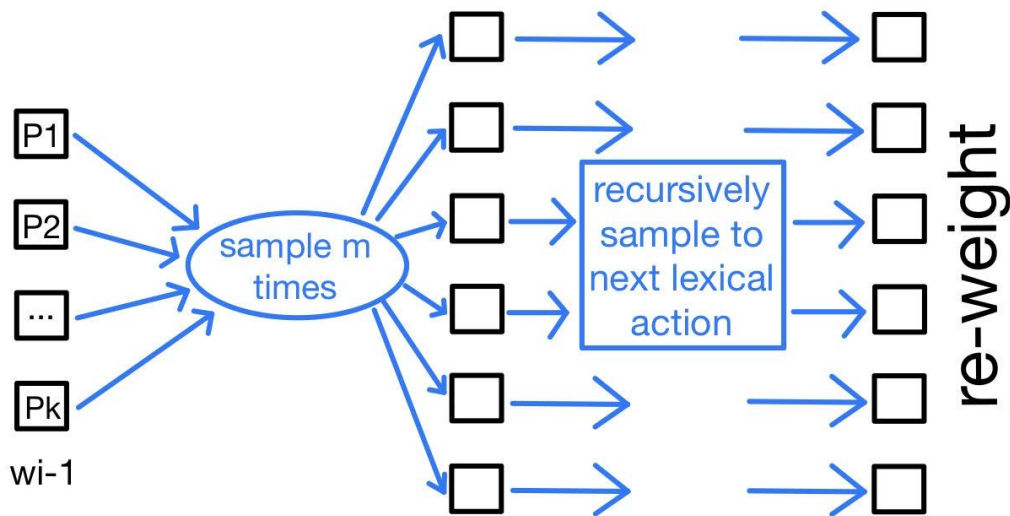 P1
P2
...
Pk
wi-1
sample m
times
recursively
sample to
next lexical
action
re-weight